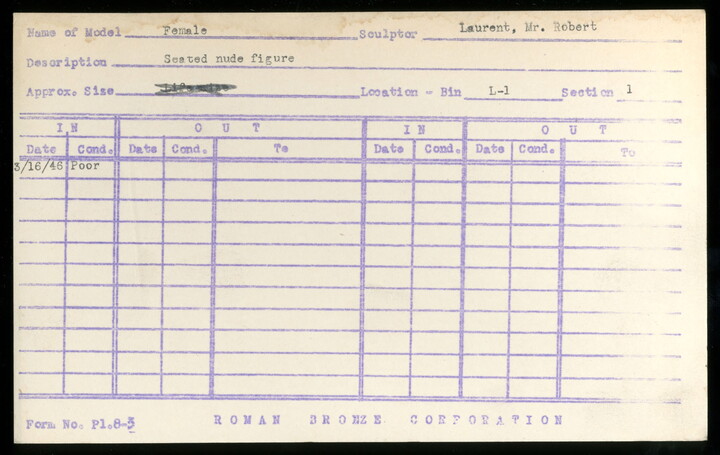 Name of Model Female Sculptor Laurent, Mr. Robert
Description Seated nude figure
Approx. Size Location - Bin L-1 Section 1
IN OUT IN OUT
Date Cond. Date Cond. To Date Cond. Date Cond. To
3/16/46 Poor
Form No. Pl.8-3 ROMAN BRONZE CORPORATION